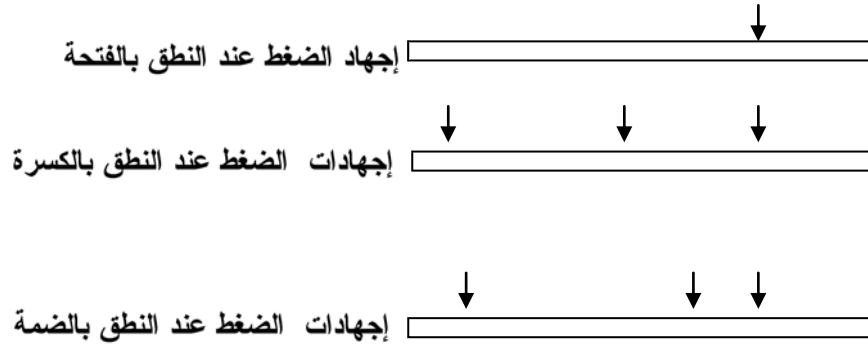 إجهاد الضغط عند النطق بالفتحة
إجهادات الضغط عند النطق بالكسرة
إجهادات الضغط عند النطق بالضمة